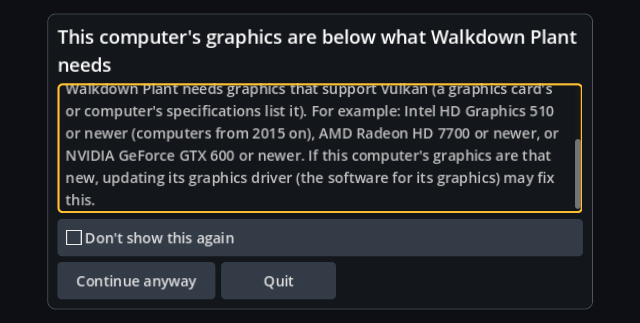 This computer's graphics are below what Walkdown Plant
needs
Walkdown Plant needs graphics that support Vulkan (a graphics card's
or computer's specifications list it). For example: Intel HD Graphics 510
or newer (computers from 2015 on), AMD Radeon HD 7700 or newer, or
NVIDIA GeForce GTX 600 or newer. If this computer's graphics are that
new, updating its graphics driver (the software for its graphics) may fix
this.
Don't show this again
Continue anyway
Quit